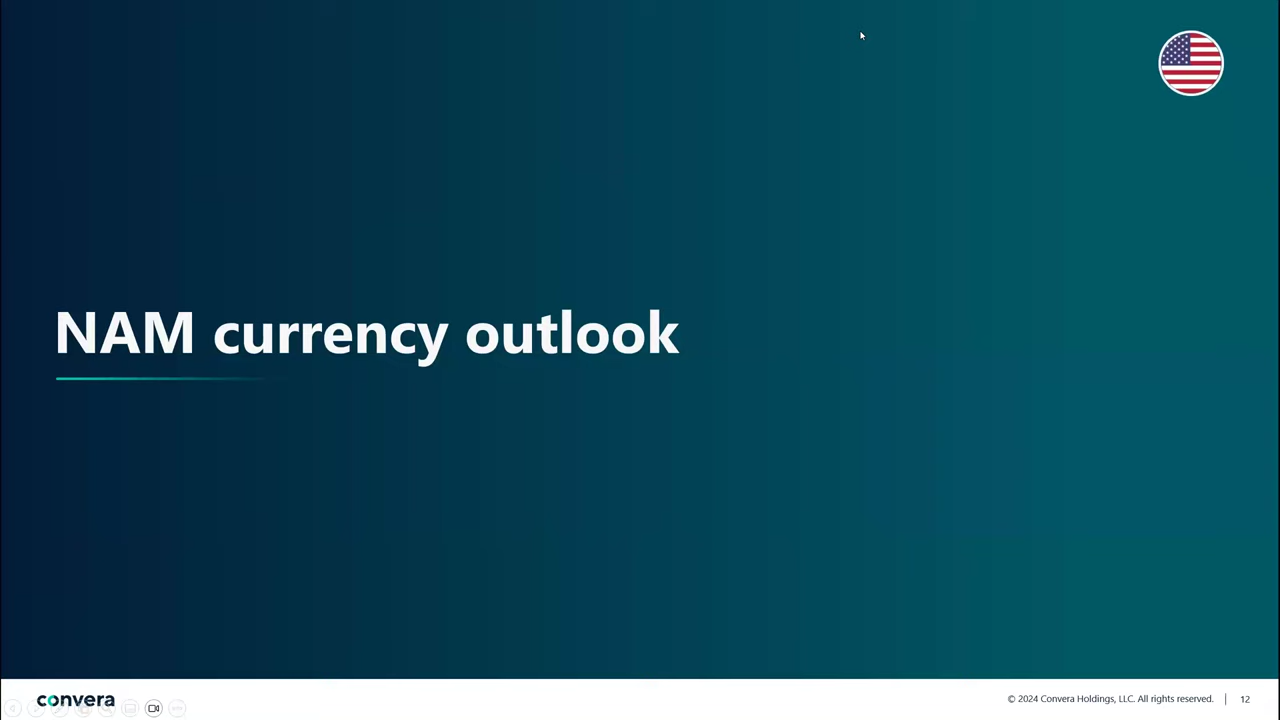 NAM currency outlook
convera
© 2024 Convera Holdings, LLC. All rights reserved. | 12